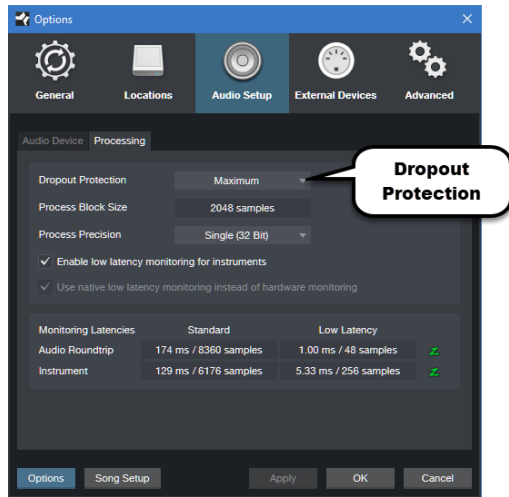 Options
General Locations Audio Setup External Devices Advanced
Audio Device Processing
Dropout Protection Maximum
Dropout
Protection
Process Block Size 2048 samples
Process Precision Single (32 Bit)
Enable low latency monitoring for instruments
Use native low latency monitoring instead of hardware monitoring
Monitoring Latencies Standard Low Latency
Audio Roundtrip 174 ms / 8360 samples 1.00 ms / 48 samples Z
Instrument 129 ms / 6176 samples 5.33 ms / 256 samples Z
Options Song Setup Apply OK Cancel